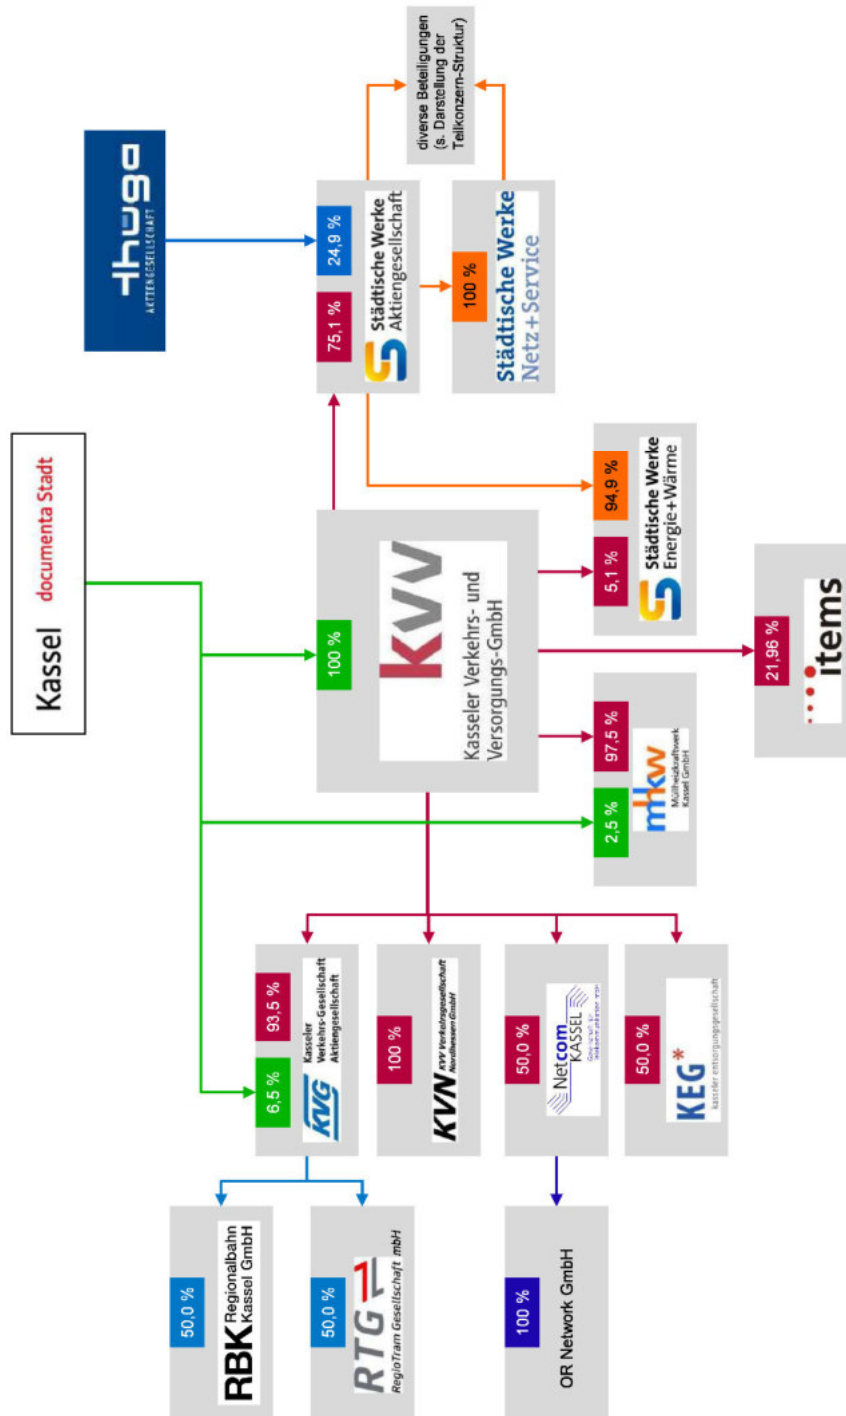 Kassel documenta Stadt
thüga
AKTIENGESELLSCHAFT
100 %
kvv
Kasseler Verkehrs- und
Versorgungs-GmbH
75,1 %
24,9 %
Städtische Werke
Aktiengesellschaft
diverse Beteiligungen
(s. Darstellung der
Teilkonzern-Struktur)
100 %
Städtische Werke
Netz+Service
6,5 %
93,5 %
KVG
Kasseler
Verkehrs-Gesellschaft
Aktiengesellschaft
50,0 %
RBK
Regionalbahn
Kassel GmbH
50,0 %
RTG
RegioTram Gesellschaft mbH
100 %
KVN KVV Verkehrsgesellschaft
Nordhessen GmbH
50,0 %
Netcom
KASSEL
100 %
OR Network GmbH
50,0 %
KEG*
kasseler entsorgungsgesellschaft
2,5 %
97,5 %
mhkw
Müllheizkraftwerk
Kassel GmbH
5,1 %
94,9 %
Städtische Werke
Energie+Wärme
21,96 %
items